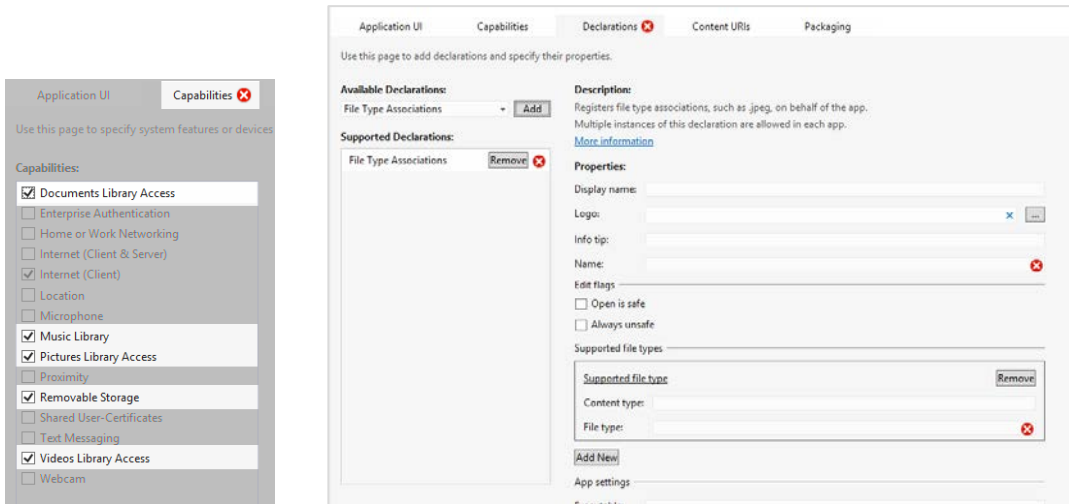 Application UI
Capabilities
Use this page to specify system features or devices
Capabilities:
Documents Library Access
Enterprise Authentication
Home or Work Networking
Internet (Client & Server)
Internet (Client)
Location
Microphone
Music Library
Pictures Library Access
Proximity
Removable Storage
Shared User-Certificates
Text Messaging
Videos Library Access
Webcam
Application UI Capabilities Declarations Content URIs Packaging
Use this page to add declarations and specify their properties.
Available Declarations:
File Type Associations Add
Supported Declarations:
File Type Associations Remove
Description:
Registers file type associations, such as .jpeg, on behalf of the app.
Multiple instances of this declaration are allowed in each app.
More information
Properties:
Display name:
Logo: ...
Info tip:
Name:
Edit flags
Open is safe
Always unsafe
Supported file types
Supported file type Remove
Content type:
File type:
Add New
App settings